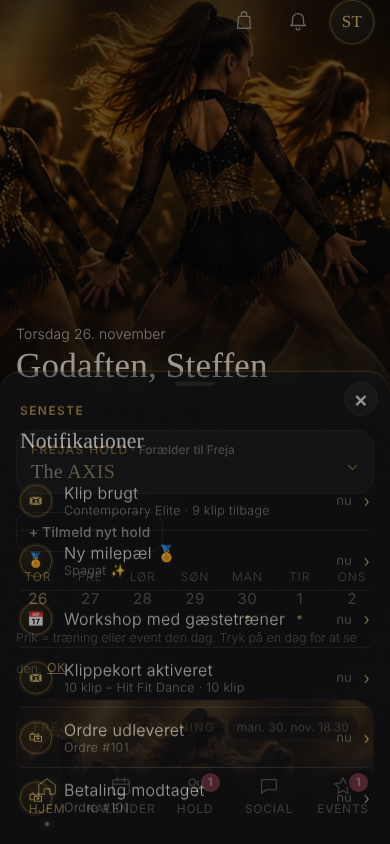 ST
Torsdag 26. november
Godaften, Steffen
SENESTE
Notifikationer
FREJAS HOLD · Forælder til Freja
The AXIS
Klip brugt
Contemporary Elite · 9 klip tilbage
nu
+ Tilmeld nyt hold
Ny milepæl 🏅
Spagat ✨
nu
TOR FRE LØR SØN MAN TIR ONS
26 27 28 29 30 1 2
Workshop med gæstetrænere
nu
Prik = træning eller event den dag. Tryk på en dag for at se
den. OK
Klippekort aktiveret
10 klip – Hit Fit Dance · 10 klip
nu
man. 30. nov. 18.30
Ordre udleveret
Ordre #101
nu
Betaling modtaget
Ordre #101
nu
1
1
HJEM KALENDER HOLD SOCIAL EVENTS